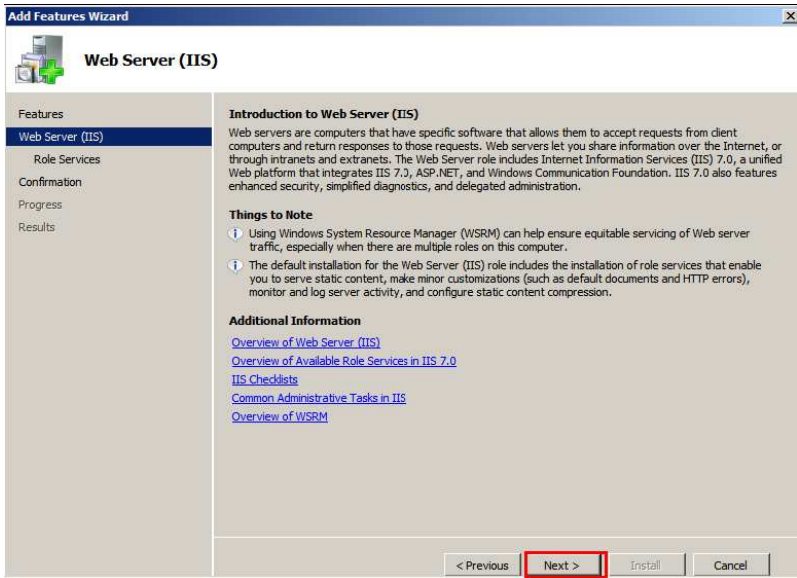 Add Features Wizard
Web Server (IIS)
Features
Web Server (IIS)
Role Services
Confirmation
Progress
Results
Introduction to Web Server (IIS)
Web servers are computers that have specific software that allows them to accept requests from client
computers and return responses to those requests. Web servers let you share information over the Internet, or
through intranets and extranets. The Web Server role includes Internet Information Services (IIS) 7.0, a unified
Web platform that integrates IIS 7.0, ASP.NET, and Windows Communication Foundation. IIS 7.0 also features
enhanced security, simplified diagnostics, and delegated administration.
Things to Note
Using Windows System Resource Manager (WSRM) can help ensure equitable servicing of Web server
traffic, especially when there are multiple roles on this computer.
The default installation for the Web Server (IIS) role includes the installation of role services that enable
you to serve static content, make minor customizations (such as default documents and HTTP errors),
monitor and log server activity, and configure static content compression.
Additional Information
Overview of Web Server (IIS)
Overview of Available Role Services in IIS 7.0
IIS Checklists
Common Administrative Tasks in IIS
Overview of WSRM
< Previous Next > Install Cancel